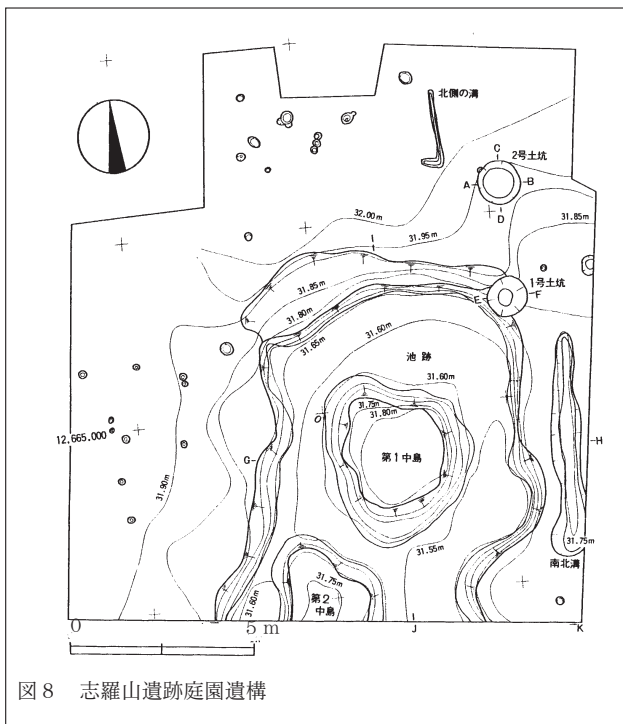 北側の溝
C
2号土坑
A
B
D
32.00m
31.95m
31.85m
I
31.85m
1号土坑
E
F
31.80m
31.65m
31.60m
池跡
31.60m
31.75m
31.80m
O
12.665.000
第1中島
H
G
31.90m
31.55m
31.75m
31.75m
南北溝
第2
中島
31.60m
J
K
0 5m
図8 志羅山遺跡庭園遺構